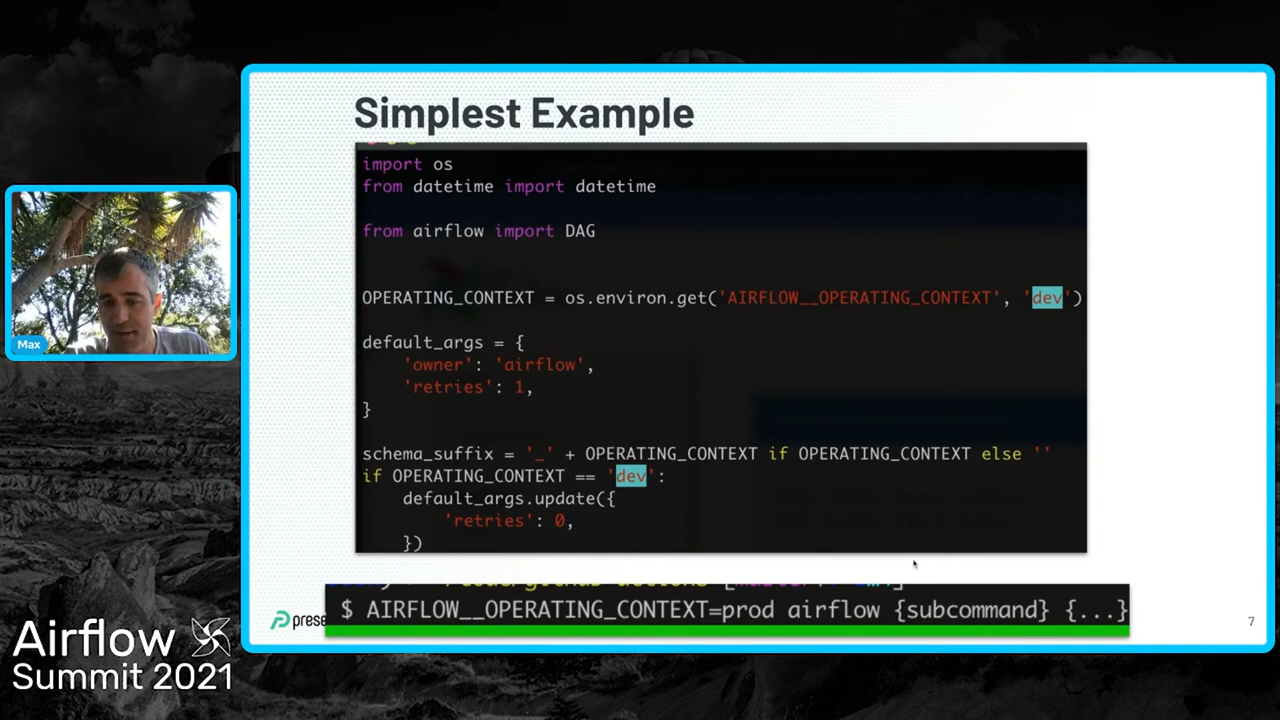 Simplest Example
import os
from datetime import datetime
from airflow import DAG
OPERATING_CONTEXT = os.environ.get('AIRFLOW__OPERATING_CONTEXT', 'dev')
default_args = {
    'owner': 'airflow',
    'retries': 1,
}
schema_suffix = '_' + OPERATING_CONTEXT if OPERATING_CONTEXT else ''
if OPERATING_CONTEXT == 'dev':
    default_args.update({
        'retries': 0,
    })
$ AIRFLOW__OPERATING_CONTEXT=prod airflow {subcommand} {...}
prese
7
Max
Airflow
Summit 2021